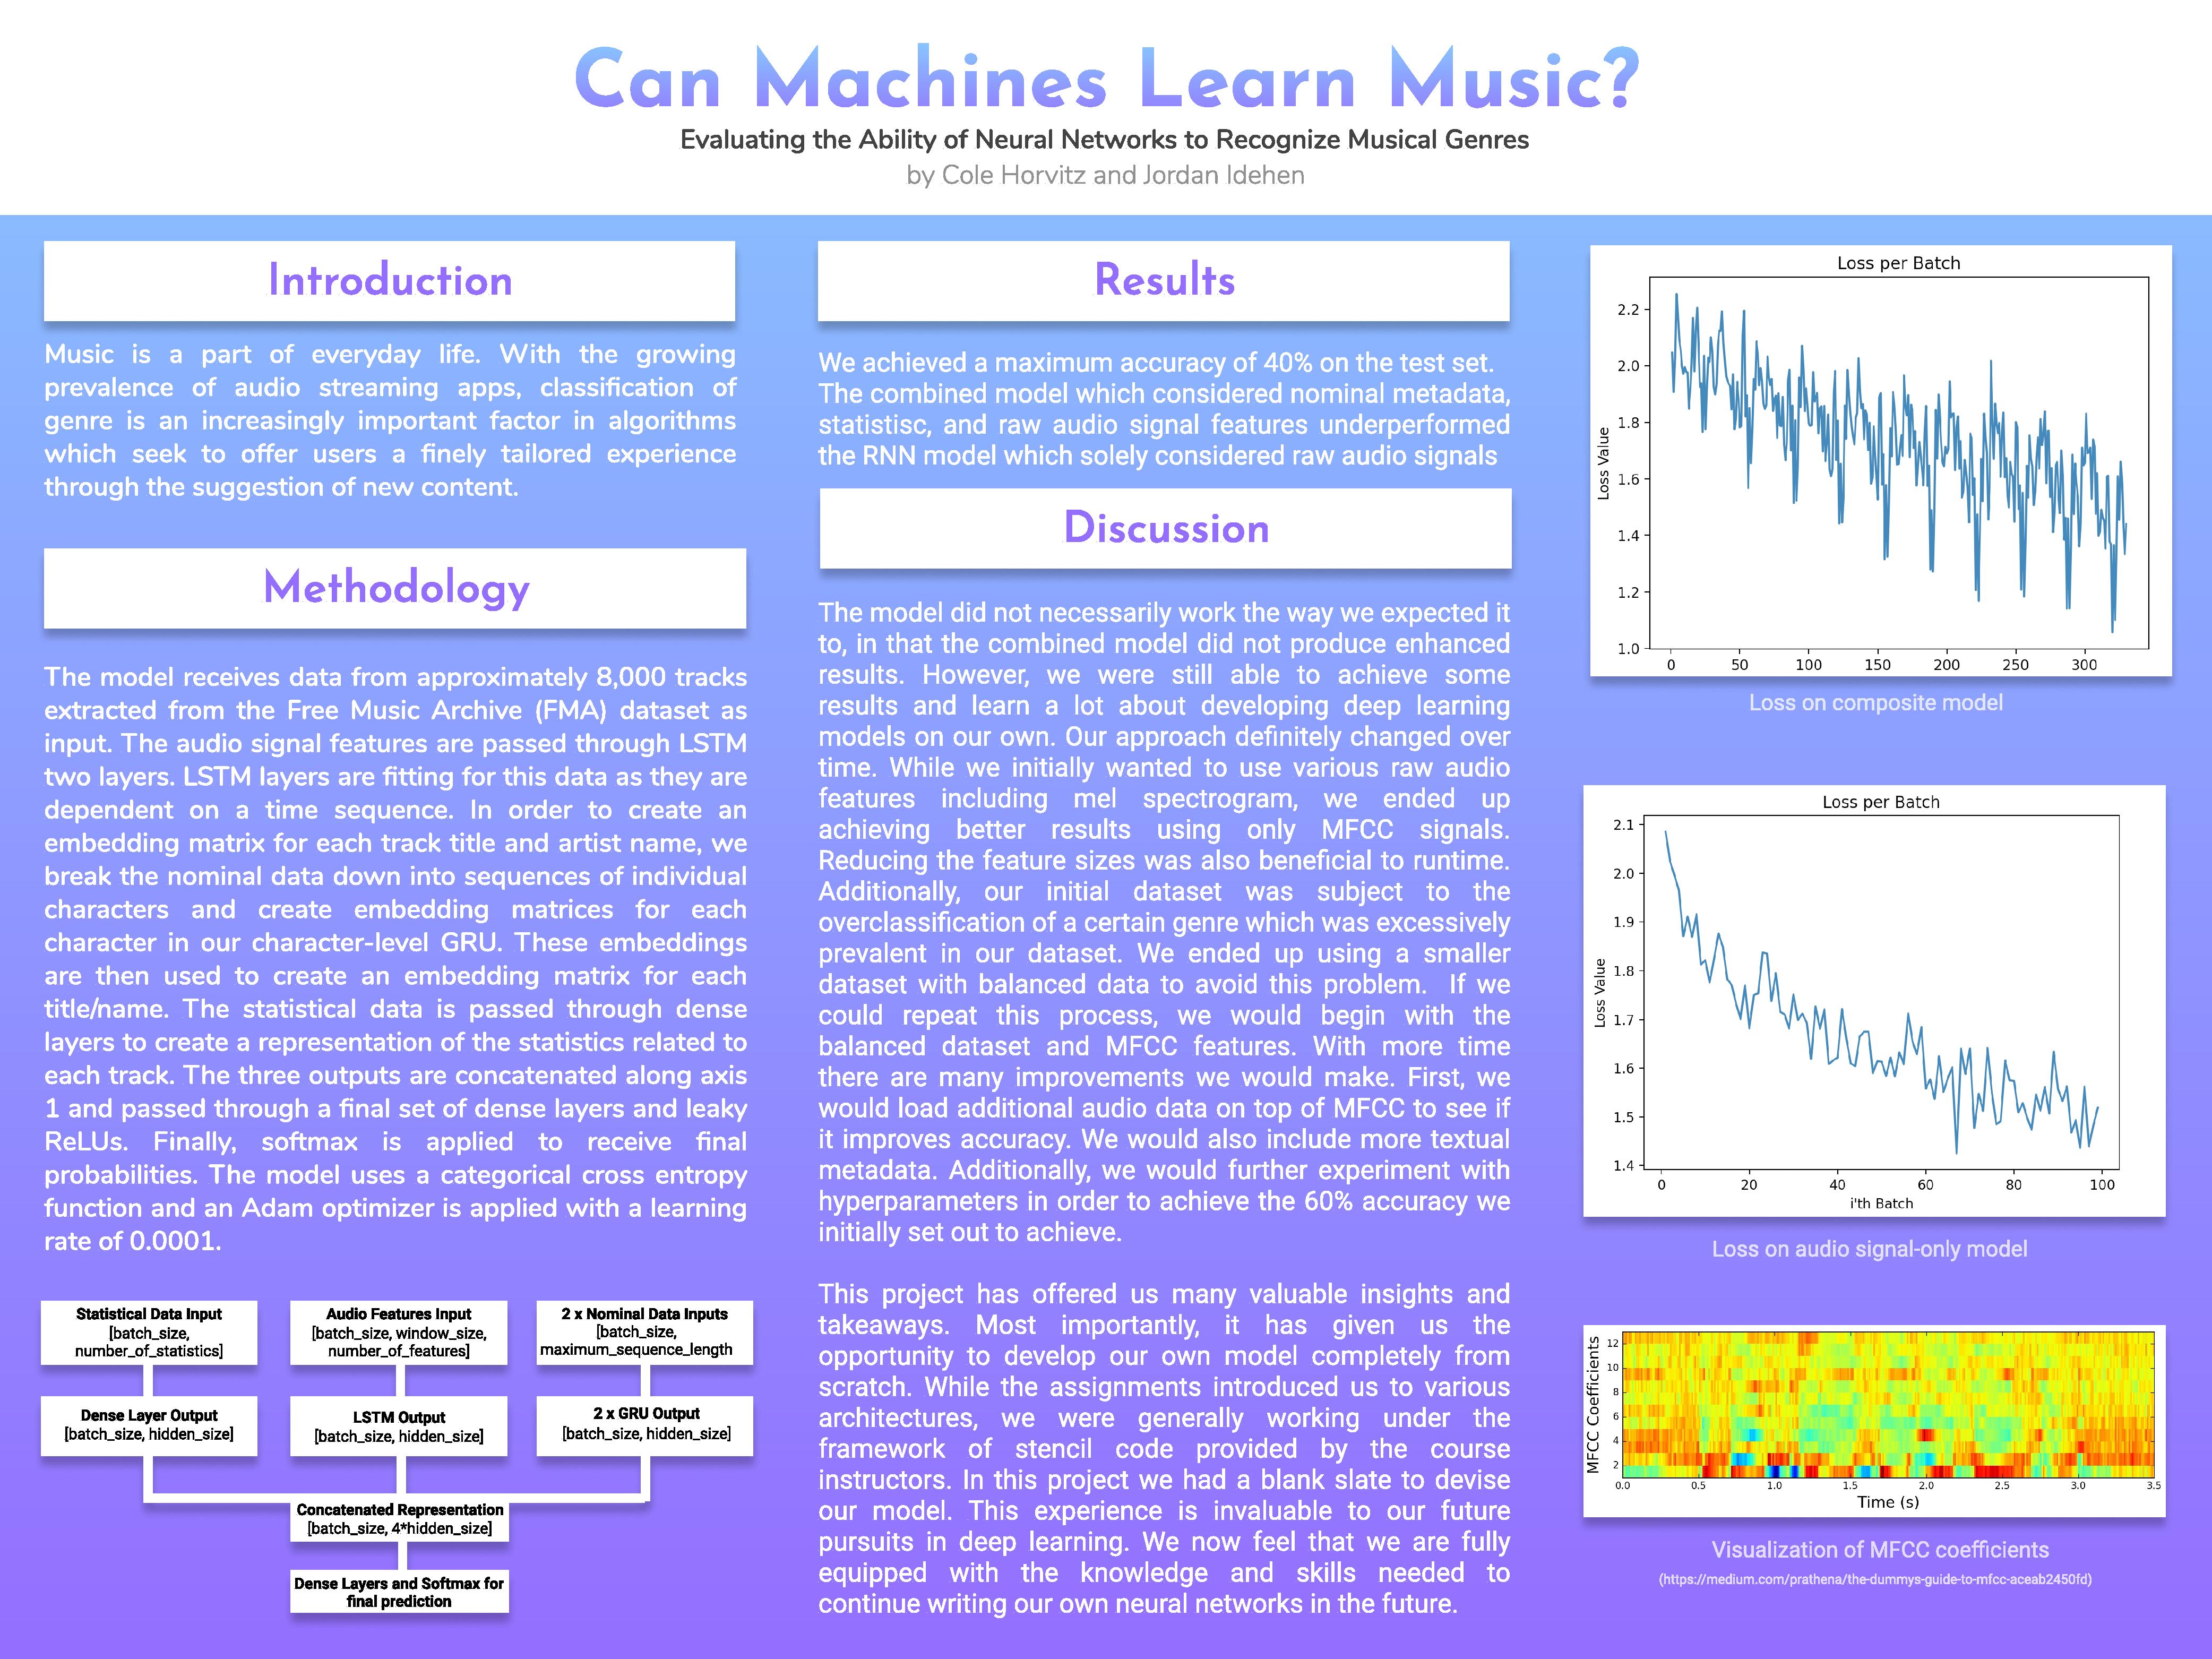 Can Machines Learn Music?
Evaluating the Ability of Neural Networks to Recognize Musical Genres
by Cole Horvitz and Jordan Idehen
Introduction
Music is a part of everyday life. With the growing
prevalence of audio streaming apps, classification of
genre is an increasingly important factor in algorithms
which seek to offer users a finely tailored experience
through the suggestion of new content.
Methodology
The model receives data from approximately 8,000 tracks
extracted from the Free Music Archive (FMA) dataset as
input. The audio signal features are passed through LSTM
two layers. LSTM layers are fitting for this data as they are
dependent on a time sequence. In order to create an
embedding matrix for each track title and artist name, we
break the nominal data down into sequences of individual
characters and create embedding matrices for each
character in our character-level GRU. These embeddings
are then used to create an embedding matrix for each
title/name. The statistical data is passed through dense
layers to create a representation of the statistics related to
each track. The three outputs are concatenated along axis
1 and passed through a final set of dense layers and leaky
ReLUs. Finally, softmax is applied to receive final
probabilities. The model uses a categorical cross entropy
function and an Adam optimizer is applied with a learning
rate of 0.0001.
Statistical Data Input
[batch_size,
number_of_statistics]
Audio Features Input
[batch_size, window_size,
number_of_features]
2 x Nominal Data Inputs
[batch_size,
maximum_sequence_length
Dense Layer Output
[batch_size, hidden_size]
LSTM Output
[batch_size, hidden_size]
2 x GRU Output
[batch_size, hidden_size]
Concatenated Representation
[batch_size, 4*hidden_size]
Dense Layers and Softmax for
final prediction
Results
We achieved a maximum accuracy of 40% on the test set.
The combined model which considered nominal metadata,
statistisc, and raw audio signal features underperformed
the RNN model which solely considered raw audio signals
Discussion
The model did not necessarily work the way we expected it
to, in that the combined model did not produce enhanced
results. However, we were still able to achieve some
results and learn a lot about developing deep learning
models on our own. Our approach definitely changed over
time. While we initially wanted to use various raw audio
features including mel spectrogram, we ended up
achieving better results using only MFCC signals.
Reducing the feature sizes was also beneficial to runtime.
Additionally, our initial dataset was subject to the
overclassification of a certain genre which was excessively
prevalent in our dataset. We ended up using a smaller
dataset with balanced data to avoid this problem. If we
could repeat this process, we would begin with the
balanced dataset and MFCC features. With more time
there are many improvements we would make. First, we
would load additional audio data on top of MFCC to see if
it improves accuracy. We would also include more textual
metadata. Additionally, we would further experiment with
hyperparameters in order to achieve the 60% accuracy we
initially set out to achieve.
This project has offered us many valuable insights and
takeaways. Most importantly, it has given us the
opportunity to develop our own model completely from
scratch. While the assignments introduced us to various
architectures, we were generally working under the
framework of stencil code provided by the course
instructors. In this project we had a blank slate to devise
our model. This experience is invaluable to our future
pursuits in deep learning. We now feel that we are fully
equipped with the knowledge and skills needed to
continue writing our own neural networks in the future.
Loss per Batch
Loss Value
2.2
2.0
1.8
1.6
1.4
1.2
1.0
0 50 100 150 200 250 300
Loss on composite model
Loss per Batch
Loss Value
2.1
2.0
1.9
1.8
1.7
1.6
1.5
1.4
0 20 40 60 80 100
i'th Batch
Loss on audio signal-only model
MFCC Coefficients
12
10
8
6
4
2
0.0 0.5 1.0 1.5 2.0 2.5 3.0 3.5
Time (s)
Visualization of MFCC coefficients
(https://medium.com/prathena/the-dummys-guide-to-mfcc-aceab2450fd)